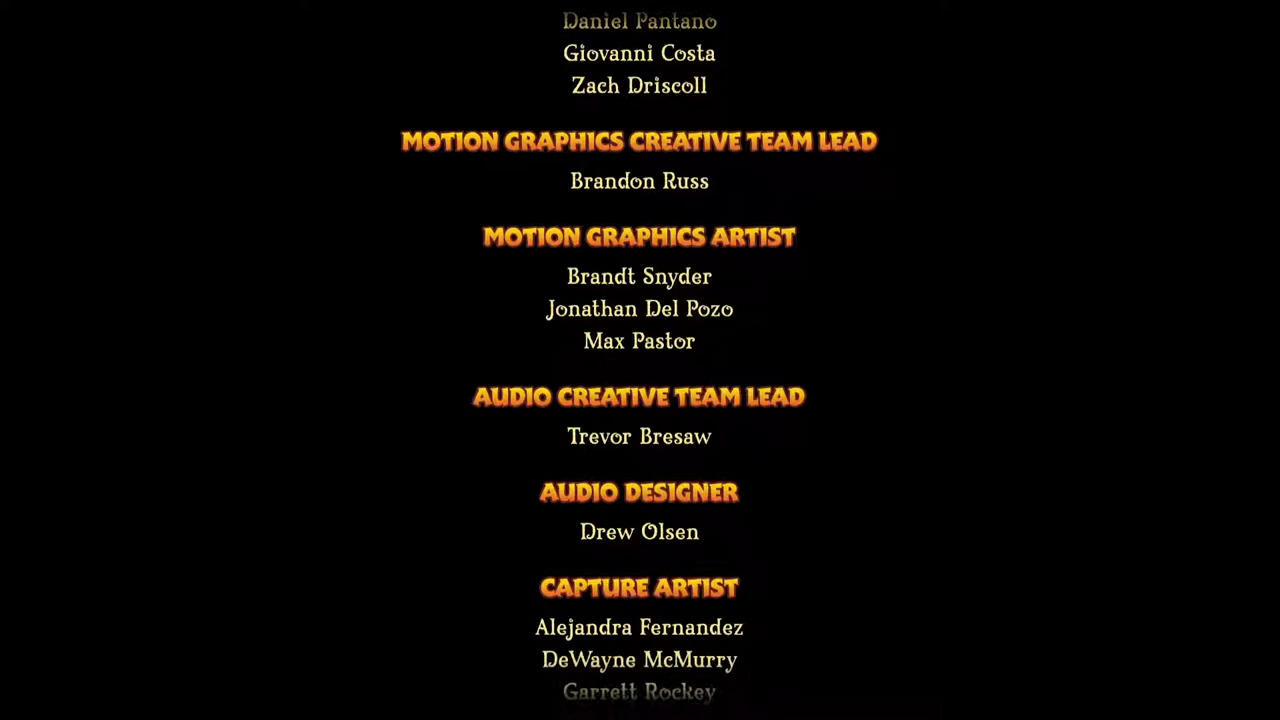 Daniel Pantano
Giovanni Costa
Zach Driscoll
MOTION GRAPHICS CREATIVE TEAM LEAD
Brandon Russ
MOTION GRAPHICS ARTIST
Brandt Snyder
Jonathan Del Pozo
Max Pastor
AUDIO CREATIVE TEAM LEAD
Trevor Bresaw
AUDIO DESIGNER
Drew Olsen
CAPTURE ARTIST
Alejandra Fernandez
DeWayne McMurry
Garrett Rockey